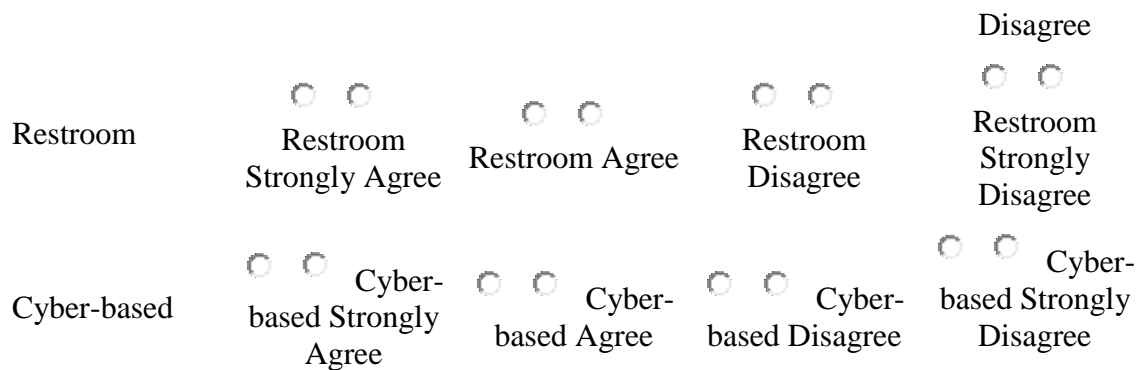 Disagree
Restroom
Restroom
Strongly Agree
Restroom Agree
Restroom
Disagree
Restroom
Strongly
Disagree
Cyber-based
Cyber-
based Strongly
Agree
Cyber-
based Agree
Cyber-
based Disagree
Cyber-
based Strongly
Disagree